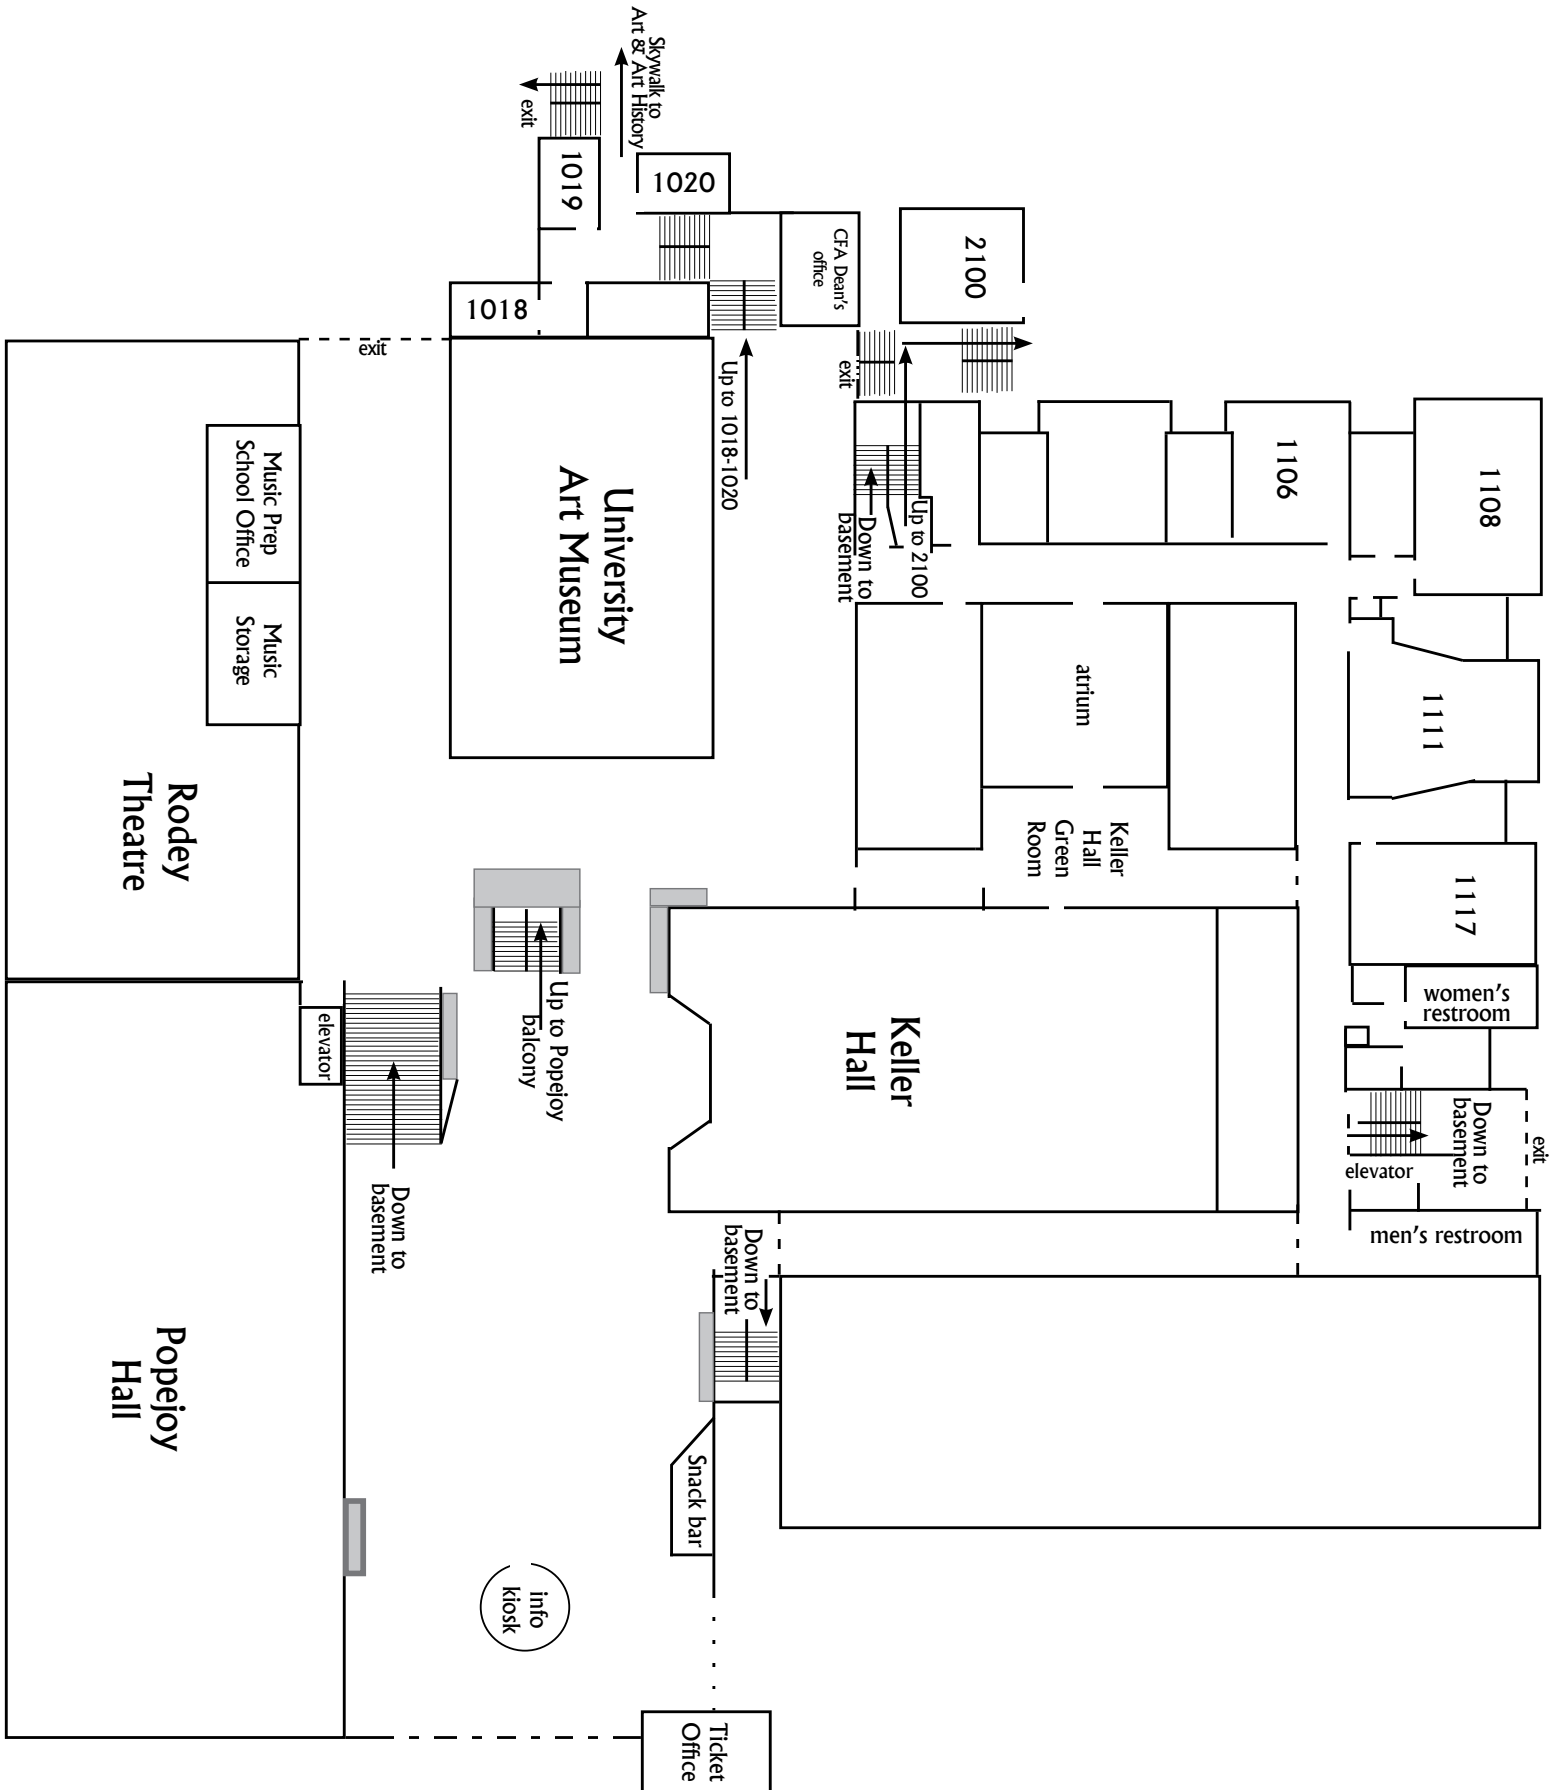 Skywalk to
Art & Art History
exit
1019
1020
CFA Dean's
office
2100
1018
exit
Up to 1018-1020
exit
Up to 2100
Down to
basement
1106
1108
University
Art Museum
Music Prep
School Office
Music
Storage
Rodey
Theatre
atrium
1111
Keller
Hall
Green
Room
1117
women's
restroom
elevator
Up to Popejoy
balcony
Keller
Hall
Down to
basement
exit
elevator
men's restroom
Down to
basement
Down to
basement
Popejoy
Hall
Snack bar
info
kiosk
Ticket
Office